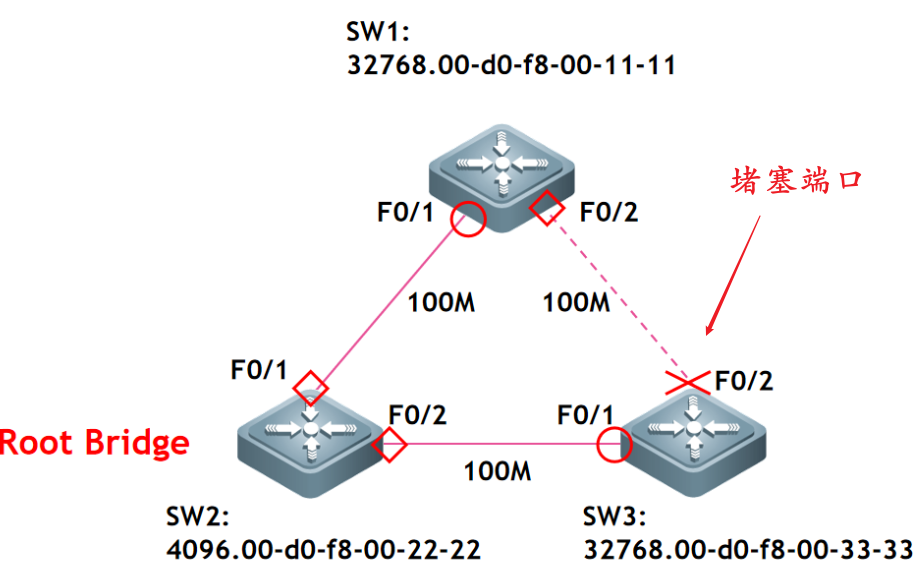 SW1:
32768.00-d0-f8-00-11-11
堵塞端口
F0/1
F0/2
100M
100M
F0/1
F0/2
F0/2
F0/1
Root Bridge
100M
SW2:
4096.00-d0-f8-00-22-22
SW3:
32768.00-d0-f8-00-33-33